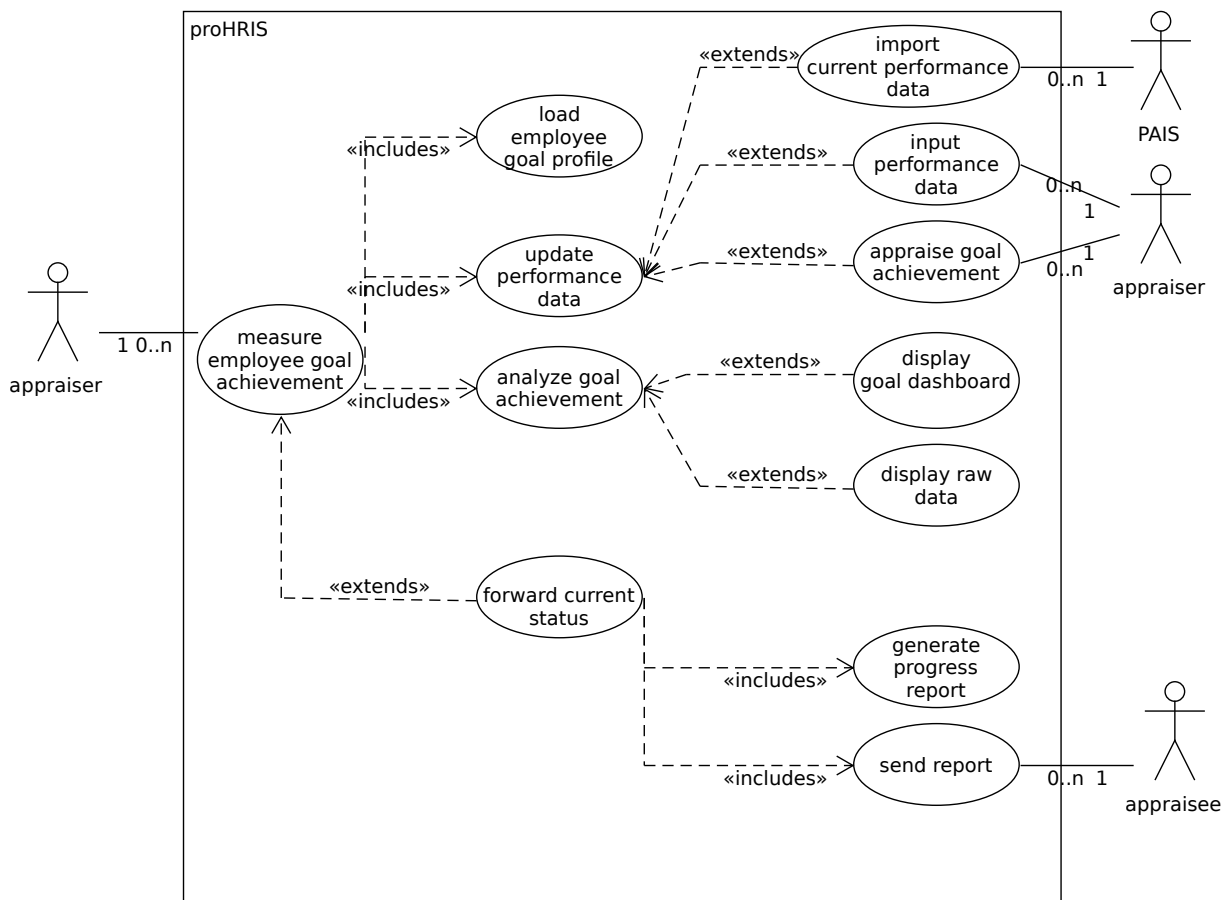 proHRIS
import
current performance
data
«extends»
0..n 1
PAIS
load
employee
goal profile
«includes»
input
performance
data
«extends»
0..n
1
appraise goal
achievement
«extends»
1
0..n
appraiser
update
performance
data
«includes»
appraiser
1 0..n
measure
employee goal
achievement
analyze goal
achievement
«includes»
«extends»
display
goal dashboard
«extends»
display raw
data
«extends»
forward current
status
generate
progress
report
«includes»
send report
«includes»
0..n 1
appraisee